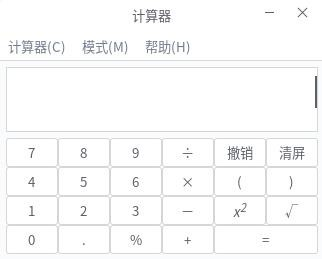 计算器
计算器(C) 模式(M) 帮助(H)
7 8 9 ÷ 撤销 清屏
4 5 6 × ( )
1 2 3 − x² √
0 . % + =